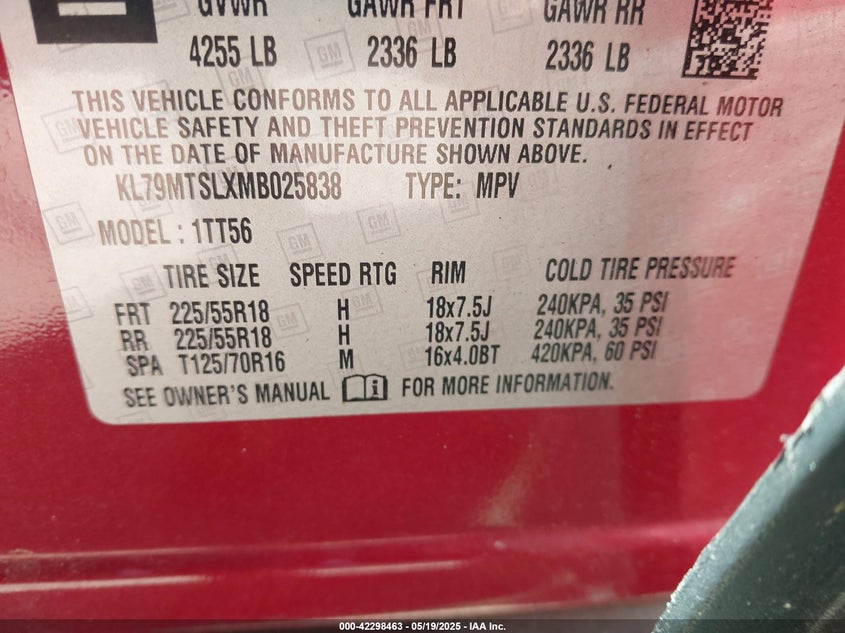 GVWR GAWR FRT GAWR RR
4255 LB 2336 LB 2336 LB
THIS VEHICLE CONFORMS TO ALL APPLICABLE U.S. FEDERAL MOTOR
VEHICLE SAFETY AND THEFT PREVENTION STANDARDS IN EFFECT
ON THE DATE OF MANUFACTURE SHOWN ABOVE.
KL79MTSLXMB025838 TYPE: MPV
MODEL : 1TT56
TIRE SIZE SPEED RTG RIM COLD TIRE PRESSURE
FRT 225/55R18 H 18x7.5J 240KPA, 35 PSI
RR 225/55R18 H 18x7.5J 240KPA, 35 PSI
SPA T125/70R16 M 16x4.0BT 420KPA, 60 PSI
SEE OWNER'S MANUAL FOR MORE INFORMATION.
000-42298463 - 05/19/2025 - IAA Inc.